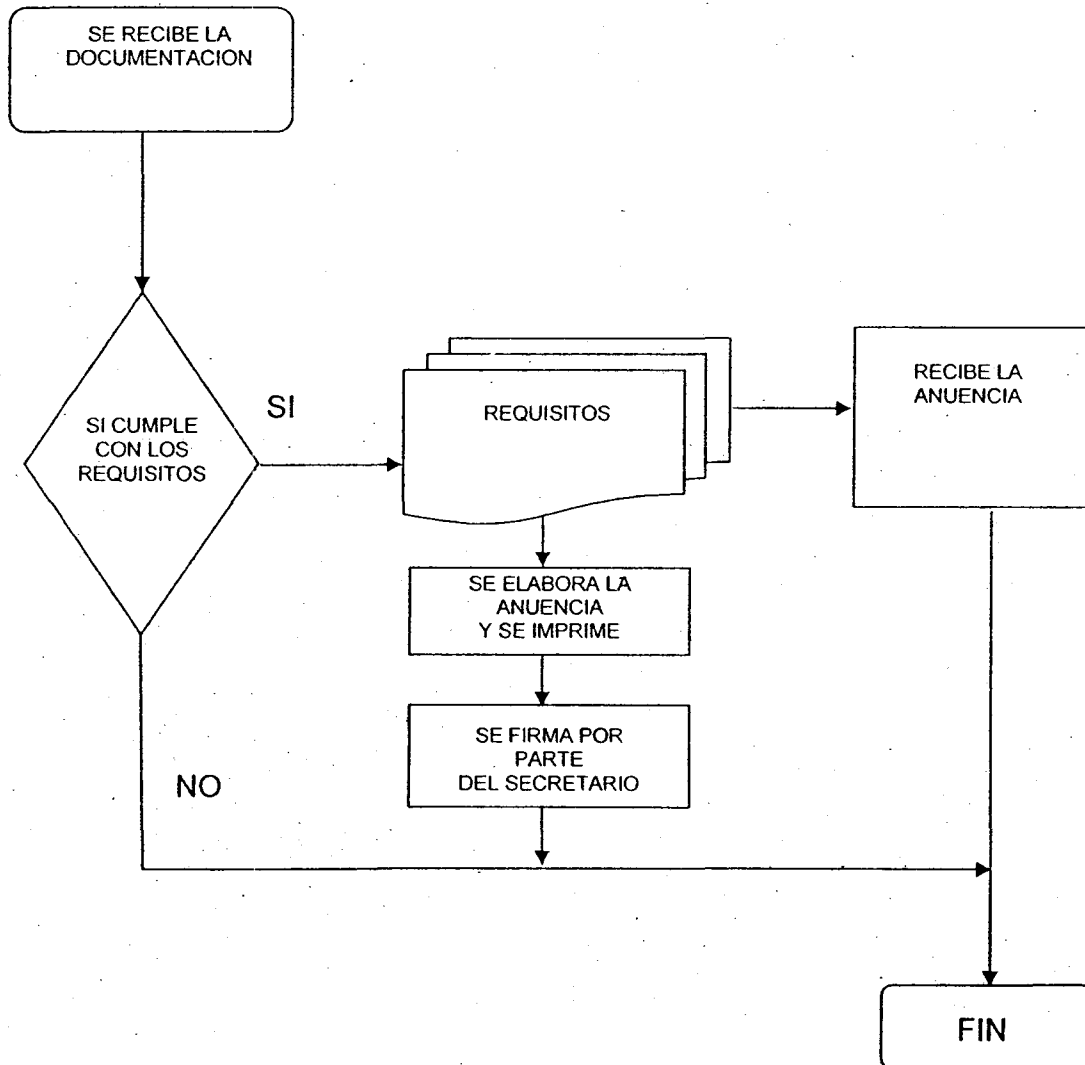 SE RECIBE LA
DOCUMENTACION
SI CUMPLE
CON LOS
REQUISITOS
SI
REQUISITOS
RECIBE LA
ANUENCIA
SE ELABORA LA
ANUENCIA
Y SE IMPRIME
SE FIRMA POR
PARTE
DEL SECRETARIO
NO
FIN